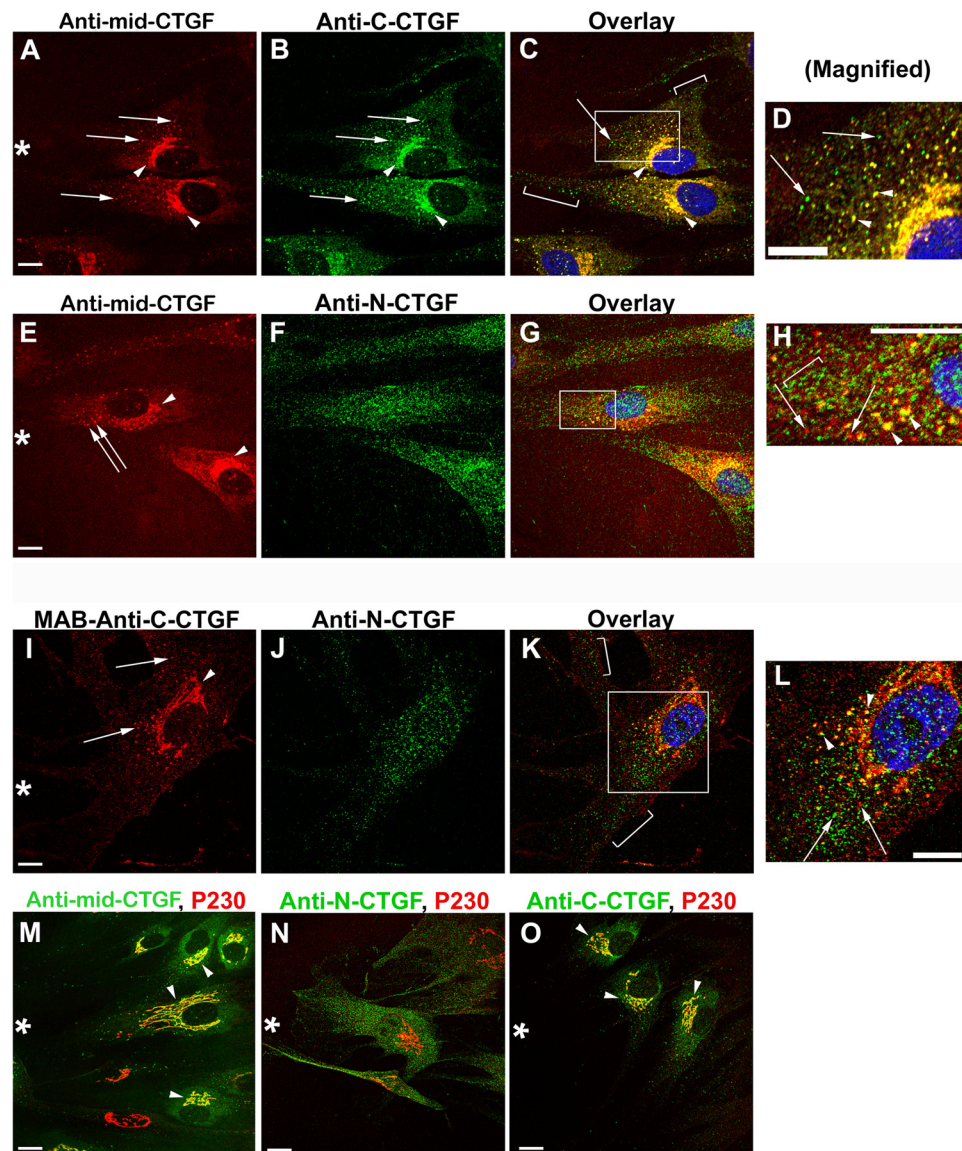 Anti-mid-CTGF Anti-C-CTGF Overlay
(Magnified)
A B C D
*
Anti-mid-CTGF Anti-N-CTGF Overlay
E F G H
*
MAB-Anti-C-CTGF Anti-N-CTGF Overlay
I J K L
*
Anti-mid-CTGF, P230 Anti-N-CTGF, P230 Anti-C-CTGF, P230
M N O
* * *